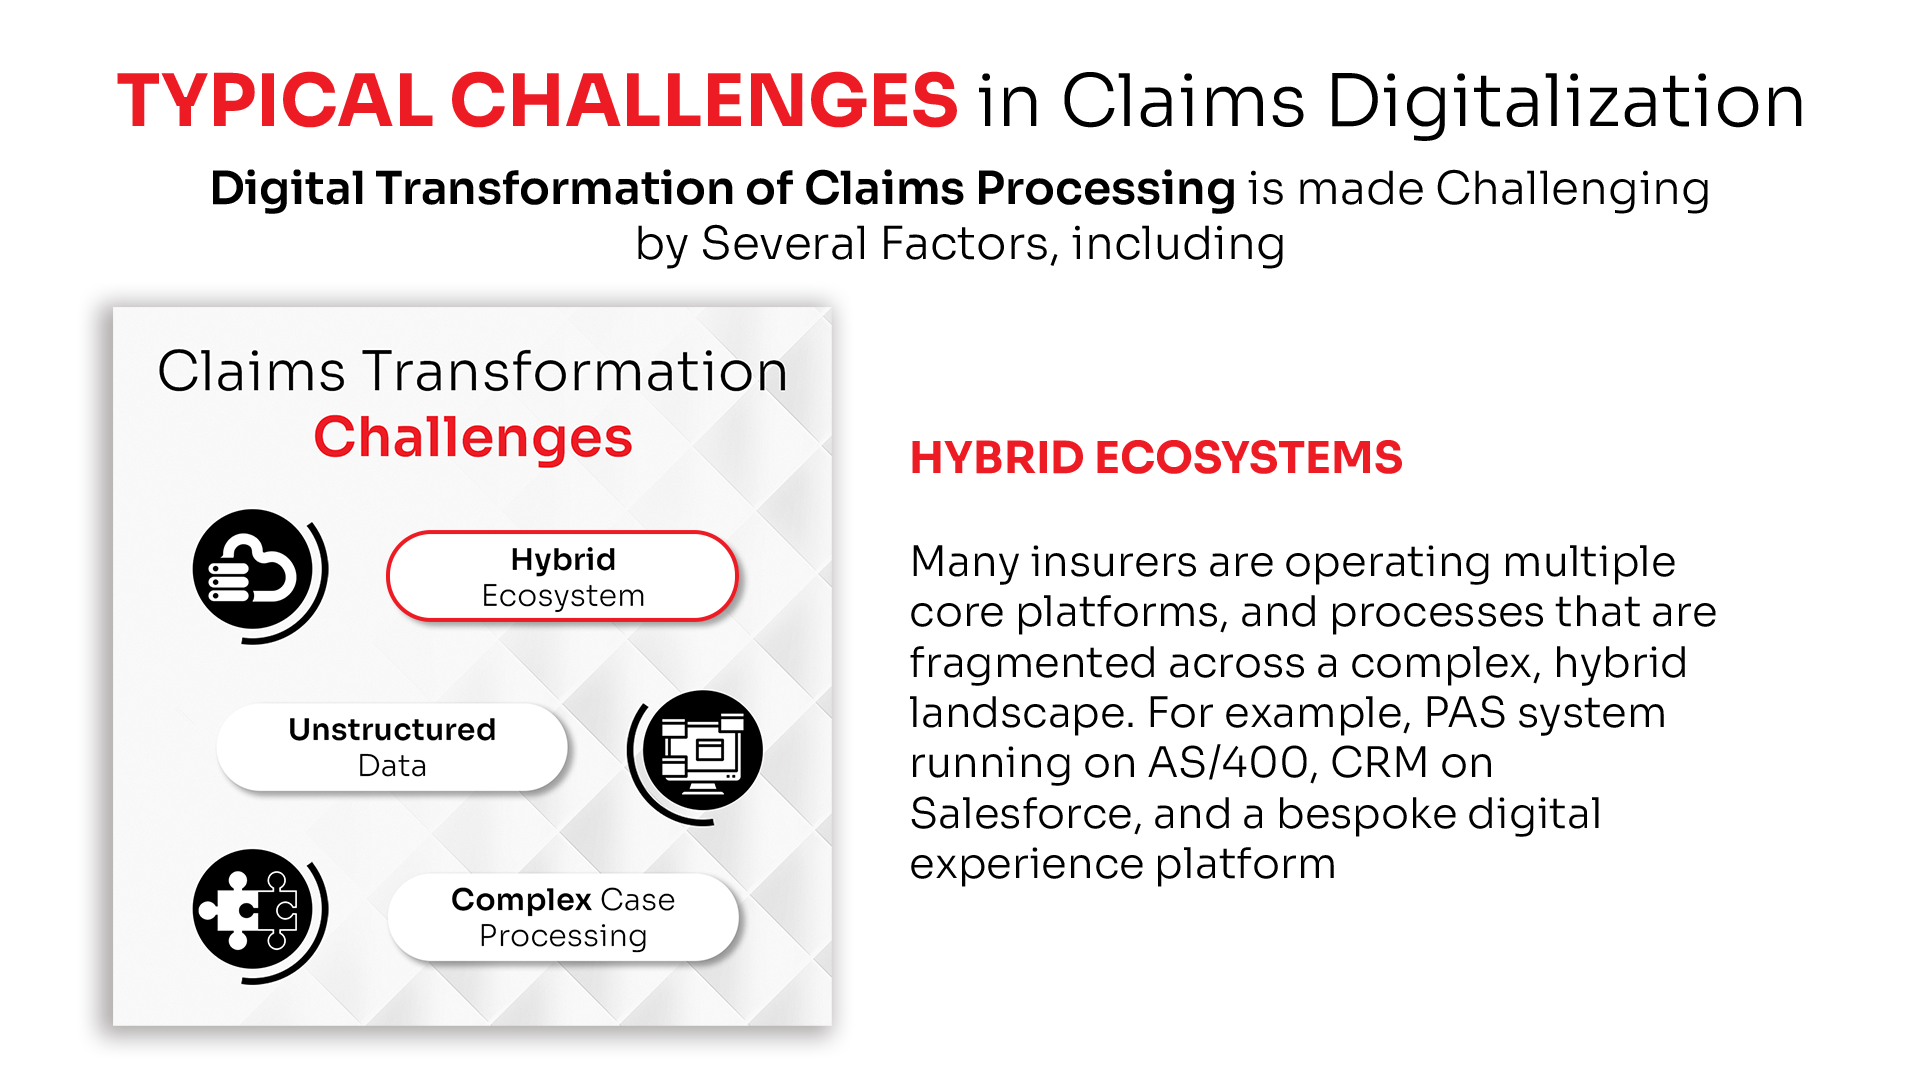 TYPICAL CHALLENGES in Claims Digitalization
Digital Transformation of Claims Processing is made Challenging
by Several Factors, including
Claims Transformation
Challenges
Hybrid
Ecosystem
Unstructured
Data
Complex Case
Processing
HYBRID ECOSYSTEMS
Many insurers are operating multiple
core platforms, and processes that are
fragmented across a complex, hybrid
landscape. For example, PAS system
running on AS/400, CRM on
Salesforce, and a bespoke digital
experience platform